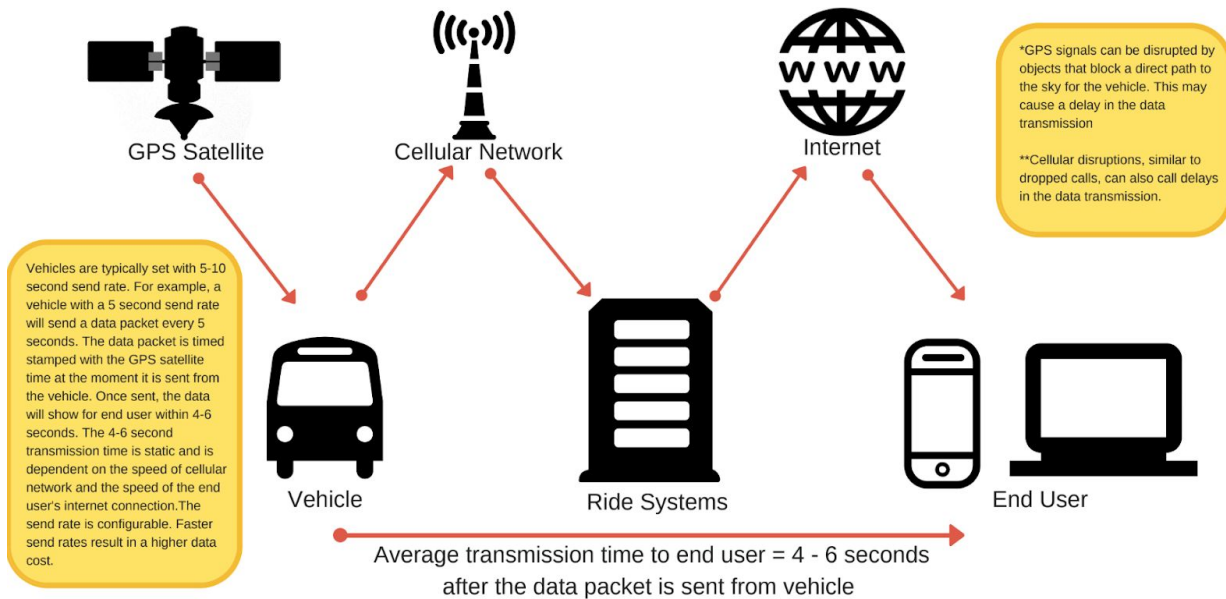 GPS Satellite
Cellular Network
WWW
Internet
*GPS signals can be disrupted by
objects that block a direct path to
the sky for the vehicle. This may
cause a delay in the data
transmission
**Cellular disruptions, similar to
dropped calls, can also call delays
in the data transmission.
Vehicles are typically set with 5-10
second send rate. For example, a
vehicle with a 5 second send rate
will send a data packet every 5
seconds. The data packet is timed
stamped with the GPS satellite
time at the moment it is sent from
the vehicle. Once sent, the data
will show for end user within 4-6
seconds. The 4-6 second
transmission time is static and is
dependent on the speed of cellular
network and the speed of the end
user's internet connection.The
send rate is configurable. Faster
send rates result in a higher data
cost.
Vehicle
Ride Systems
End User
Average transmission time to end user = 4 - 6 seconds
after the data packet is sent from vehicle